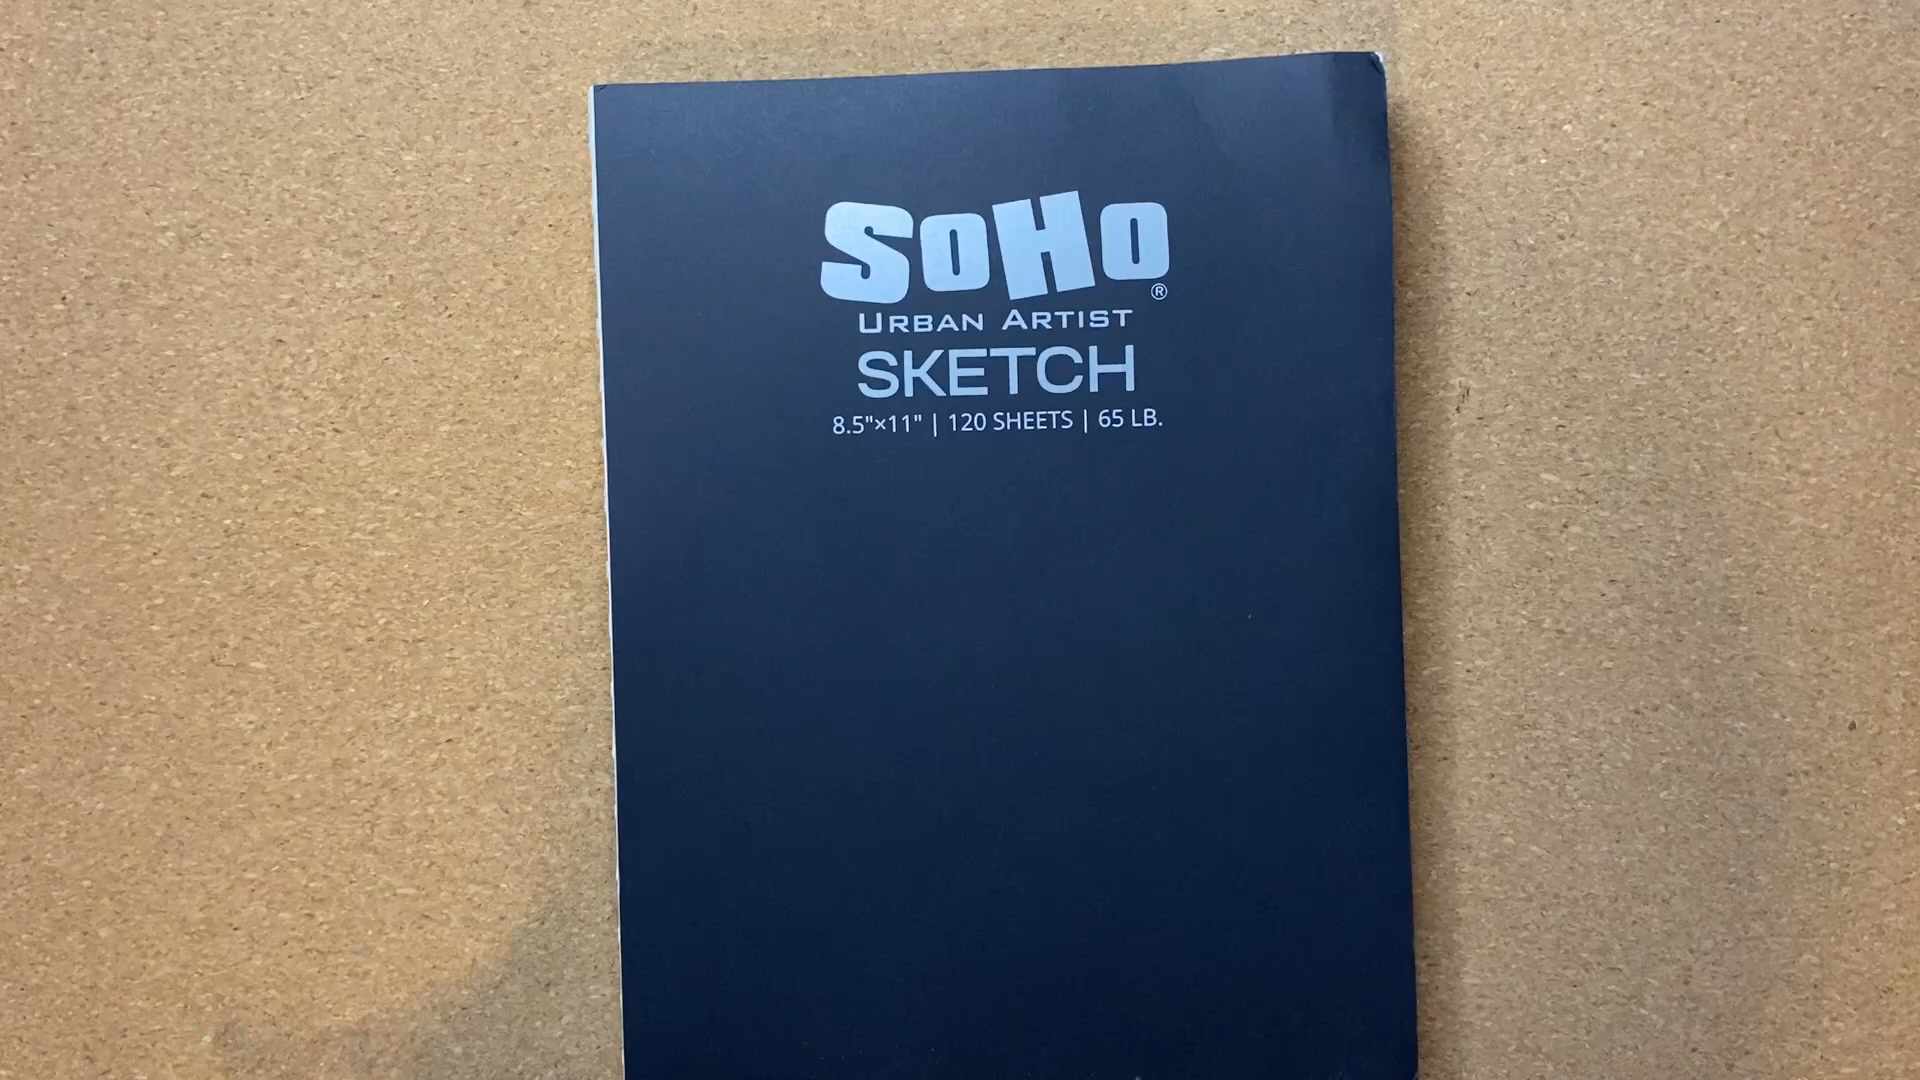 SoHo
®
URBAN ARTIST
SKETCH
8.5"×11" | 120 SHEETS | 65 LB.